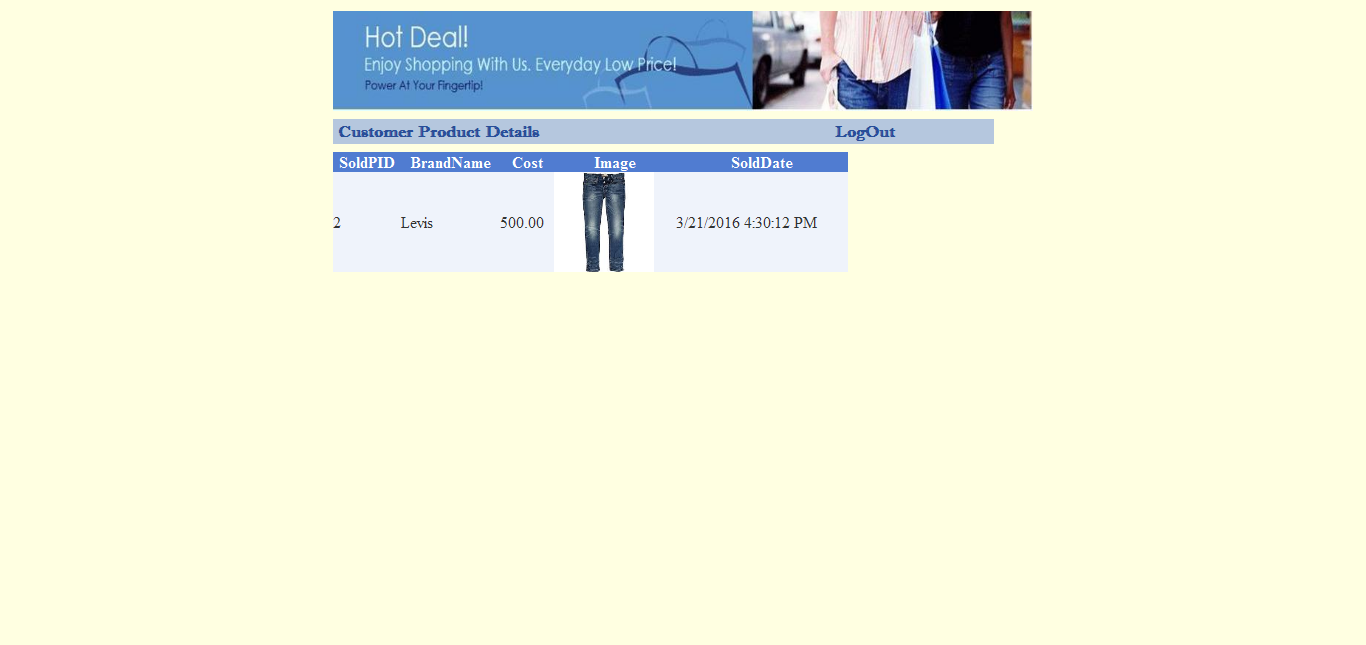 Hot Deal!
Enjoy Shopping With Us. Everyday Low Price!
Power At Your Fingertip!
Customer Product Details LogOut
SoldPID BrandName Cost Image SoldDate
2 Levis 500.00 3/21/2016 4:30:12 PM